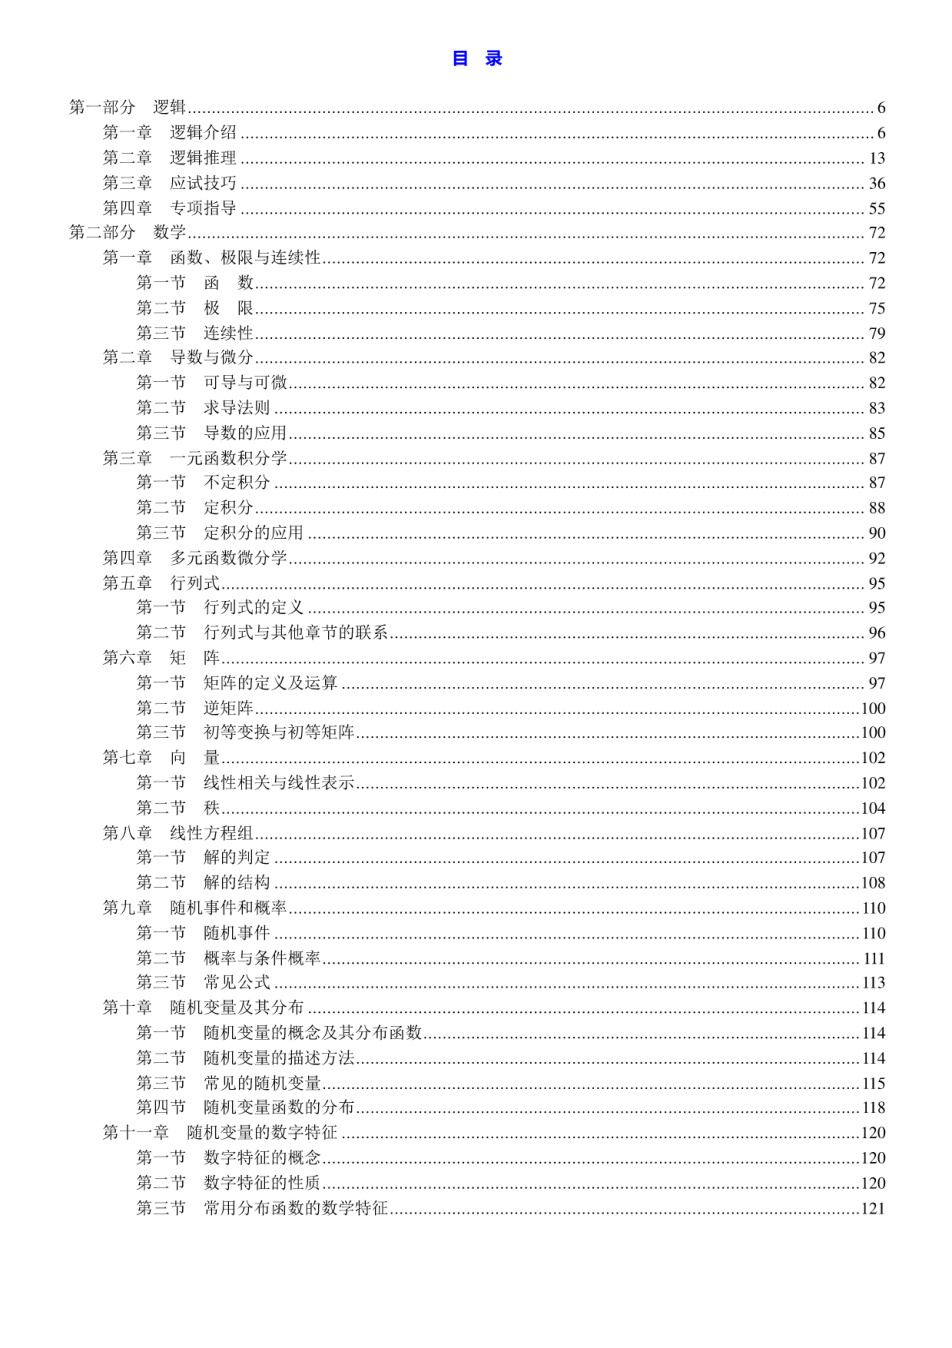 目 录
第一部分 逻辑 6
第一章 逻辑介绍 6
第二章 逻辑推理 13
第三章 应试技巧 36
第四章 专项指导 55
第二部分 数学 72
第一章 函数、极限与连续性 72
第一节 函 数 72
第二节 极 限 75
第三节 连续性 79
第二章 导数与微分 82
第一节 可导与可微 82
第二节 求导法则 83
第三节 导数的应用 85
第三章 一元函数积分学 87
第一节 不定积分 87
第二节 定积分 88
第三节 定积分的应用 90
第四章 多元函数微分学 92
第五章 行列式 95
第一节 行列式的定义 95
第二节 行列式与其他章节的联系 96
第六章 矩 阵 97
第一节 矩阵的定义及运算 97
第二节 逆矩阵 100
第三节 初等变换与初等矩阵 100
第七章 向 量 102
第一节 线性相关与线性表示 102
第二节 秩 104
第八章 线性方程组 107
第一节 解的判定 107
第二节 解的结构 108
第九章 随机事件和概率 110
第一节 随机事件 110
第二节 概率与条件概率 111
第三节 常见公式 113
第十章 随机变量及其分布 114
第一节 随机变量的概念及其分布函数 114
第二节 随机变量的描述方法 114
第三节 常见的随机变量 115
第四节 随机变量函数的分布 118
第十一章 随机变量的数字特征 120
第一节 数字特征的概念 120
第二节 数字特征的性质 120
第三节 常用分布函数的数学特征 121